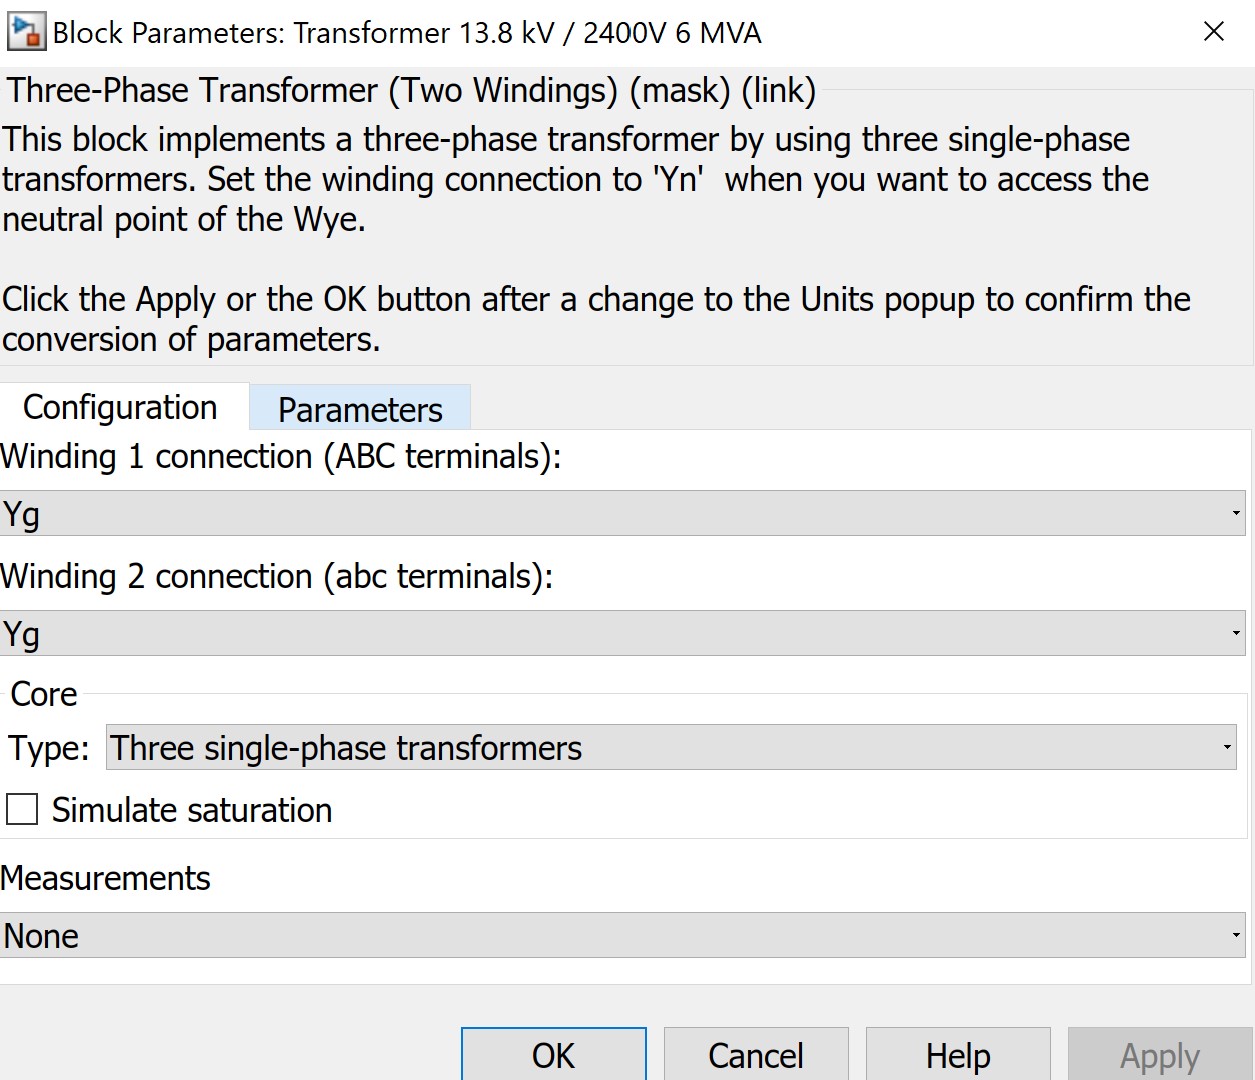 Block Parameters: Transformer 13.8 kV / 2400V 6 MVA
Three-Phase Transformer (Two Windings) (mask) (link)
This block implements a three-phase transformer by using three single-phase
transformers. Set the winding connection to 'Yn'  when you want to access the
neutral point of the Wye.
Click the Apply or the OK button after a change to the Units popup to confirm the
conversion of parameters.
Configuration Parameters
Winding 1 connection (ABC terminals):
Yg
Winding 2 connection (abc terminals):
Yg
Core
Type: Three single-phase transformers
Simulate saturation
Measurements
None
OK Cancel Help Apply